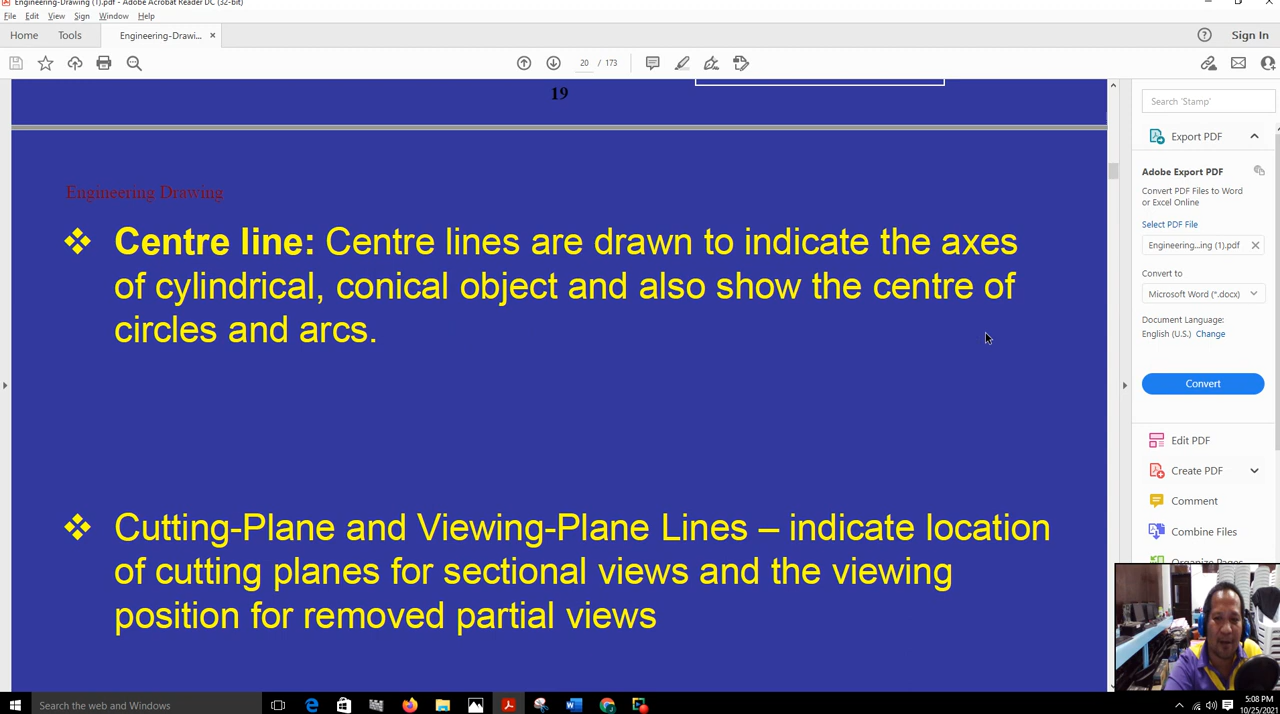 Engineering-Drawing (1).pdf - Adobe Acrobat Reader DC (32-bit)
File Edit View Sign Window Help
Home Tools Engineering-Drawi... × Sign In
20 / 173
19
Search 'Stamp'
Export PDF
Adobe Export PDF
Convert PDF Files to Word
or Excel Online
Select PDF File
Engineering...ing (1).pdf
Convert to
Microsoft Word (*.docx)
Document Language:
English (U.S.) Change
Convert
Edit PDF
Create PDF
Comment
Combine Files
Organize Pages
Engineering Drawing
❖ Centre line: Centre lines are drawn to indicate the axes
of cylindrical, conical object and also show the centre of
circles and arcs.
❖ Cutting-Plane and Viewing-Plane Lines – indicate location
of cutting planes for sectional views and the viewing
position for removed partial views
Search the web and Windows
5:08 PM
10/25/2021